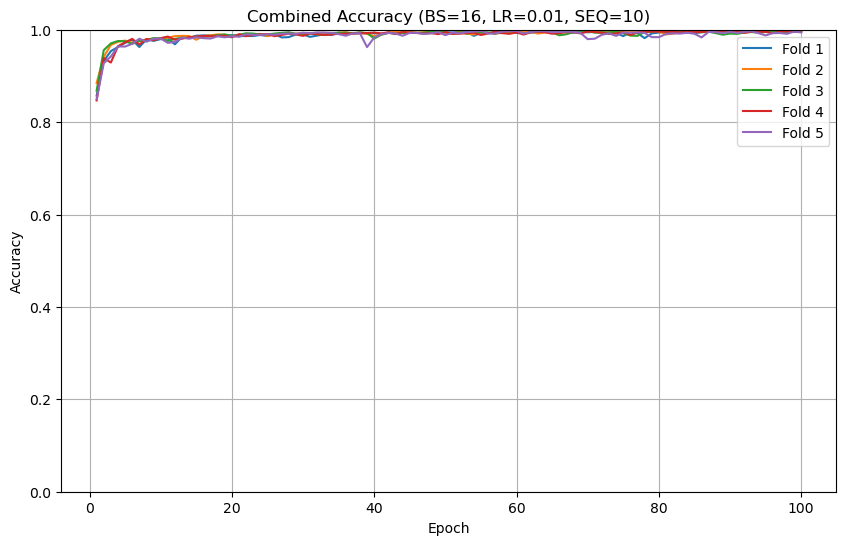 Combined Accuracy (BS=16, LR=0.01, SEQ=10)
1.0
0.8
0.6
0.4
0.2
0.0
Accuracy
Fold 1
Fold 2
Fold 3
Fold 4
Fold 5
0 20 40 60 80 100
Epoch